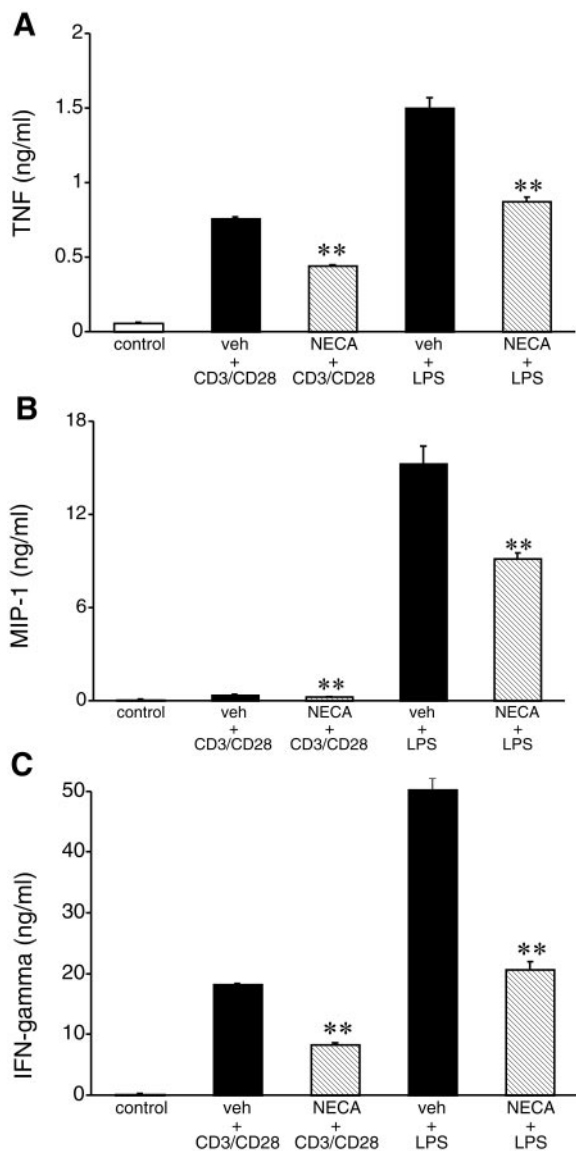 A
TNF (ng/ml)
2
1.5
1
0.5
0
**
**
control veh NECA veh NECA
+ + + +
CD3/CD28 CD3/CD28 LPS LPS
B
MIP-1 (ng/ml)
18
12
6
0
**
**
control veh NECA veh NECA
+ + + +
CD3/CD28 CD3/CD28 LPS LPS
C
IFN-gamma (ng/ml)
50
40
30
20
10
0
**
**
control veh NECA veh NECA
+ + + +
CD3/CD28 CD3/CD28 LPS LPS